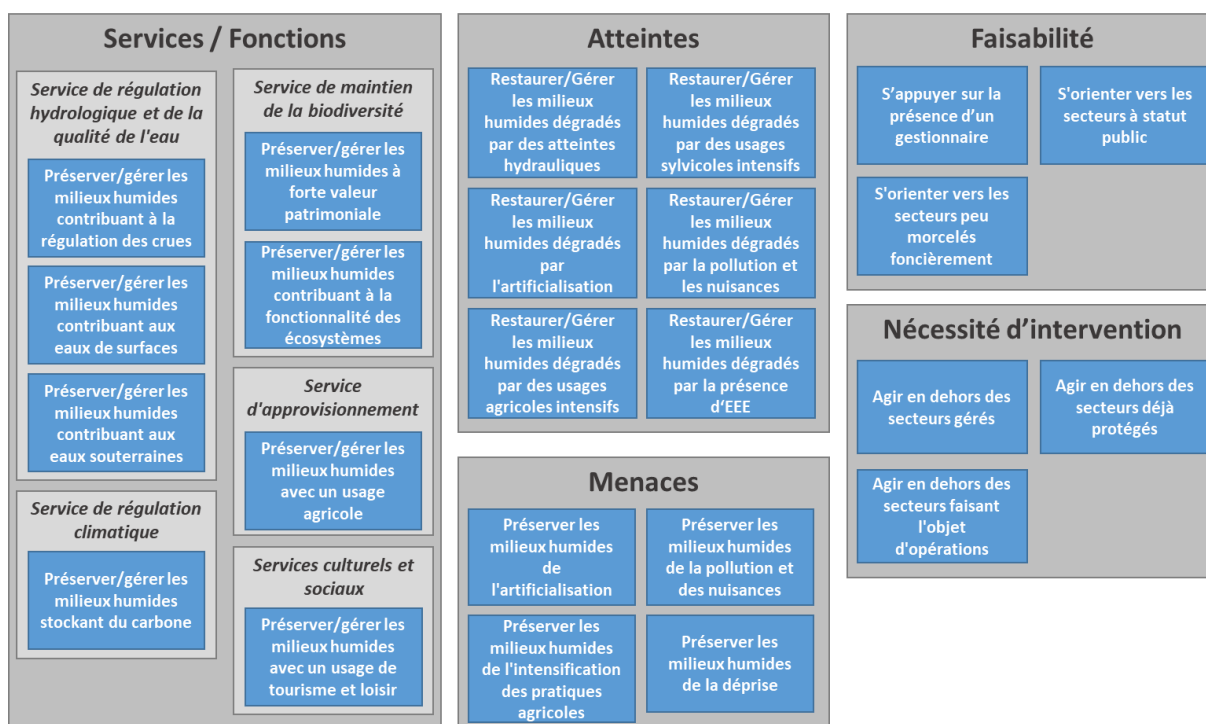 Services / Fonctions
Service de régulation
hydrologique et de la
qualité de l'eau
Préserver/gérer les
milieux humides
contribuant à la
régulation des crues
Préserver/gérer les
milieux humides
contribuant aux
eaux de surfaces
Préserver/gérer les
milieux humides
contribuant aux
eaux souterraines
Service de régulation
climatique
Préserver/gérer les
milieux humides
stockant du carbone
Service de maintien
de la biodiversité
Préserver/gérer les
milieux humides à
forte valeur
patrimoniale
Préserver/gérer les
milieux humides
contribuant à la
fonctionnalité des
écosystèmes
Service
d'approvisionnement
Préserver/gérer les
milieux humides
avec un usage
agricole
Services culturels et
sociaux
Préserver/gérer les
milieux humides
avec un usage de
tourisme et loisir
Atteintes
Restaurer/Gérer
les milieux
humides dégradés
par des atteintes
hydrauliques
Restaurer/Gérer
les milieux
humides dégradés
par des usages
sylvicoles intensifs
Restaurer/Gérer
les milieux
humides dégradés
par
l'artificialisation
Restaurer/Gérer
les milieux
humides dégradés
par la pollution et
les nuisances
Restaurer/Gérer
les milieux
humides dégradés
par des usages
agricoles intensifs
Restaurer/Gérer
les milieux
humides dégradés
par la présence
d‘EEE
Menaces
Préserver les
milieux humides
de
l'artificialisation
Préserver les
milieux humides
de la pollution et
des nuisances
Préserver les
milieux humides
de l'intensification
des pratiques
agricoles
Préserver les
milieux humides
de la déprise
Faisabilité
S’appuyer sur la
présence d’un
gestionnaire
S'orienter vers les
secteurs à statut
public
S'orienter vers les
secteurs peu
morcelés
foncièrement
Nécessité d’intervention
Agir en dehors des
secteurs gérés
Agir en dehors des
secteurs déjà
protégés
Agir en dehors des
secteurs faisant
l'objet
d'opérations